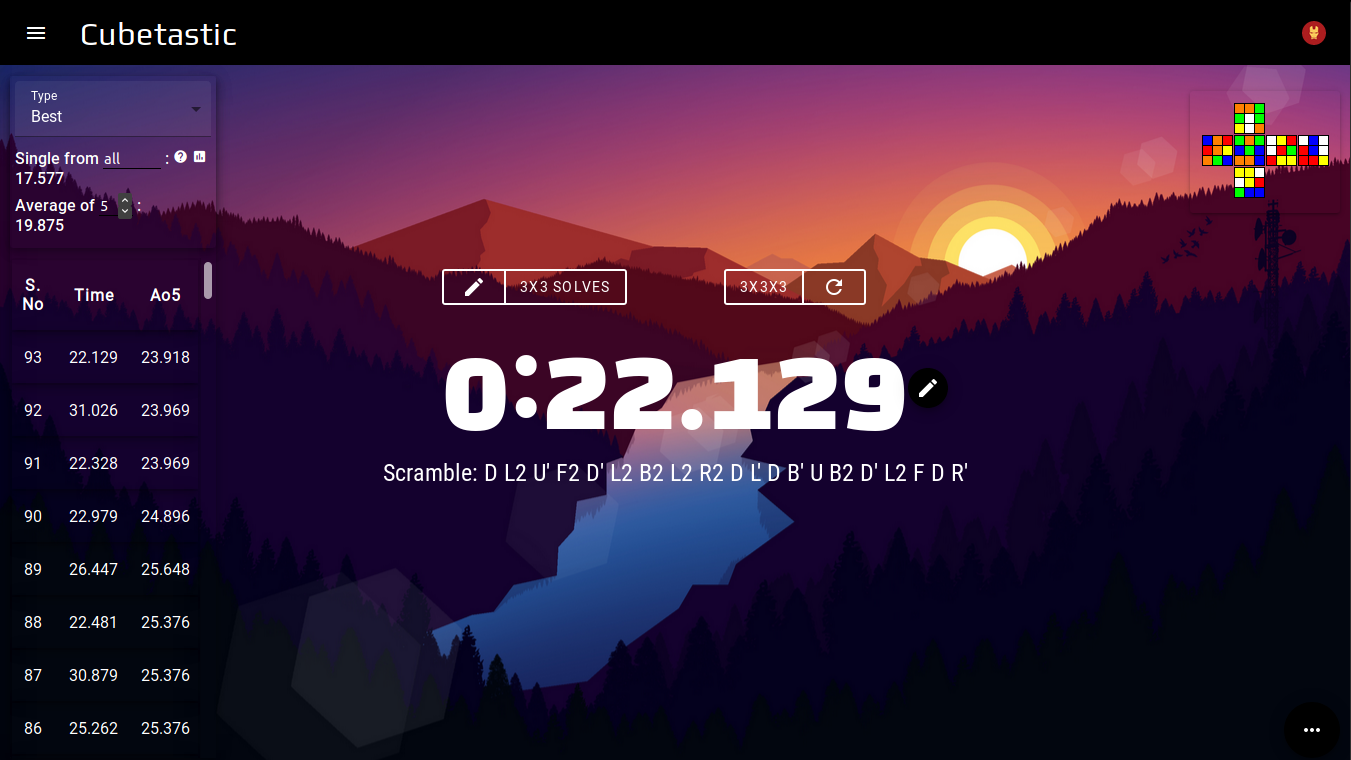 Cubetastic
Type
Best
Single from all :
17.577
Average of 5 :
19.875
S. No Time Ao5
93 22.129 23.918
92 31.026 23.969
91 22.328 23.969
90 22.979 24.896
89 26.447 25.648
88 22.481 25.376
87 30.879 25.376
86 25.262 25.376
3X3 SOLVES
3X3X3
0:22.129
Scramble: D L2 U' F2 D' L2 B2 L2 R2 D L' D B' U B2 D' L2 F D R'